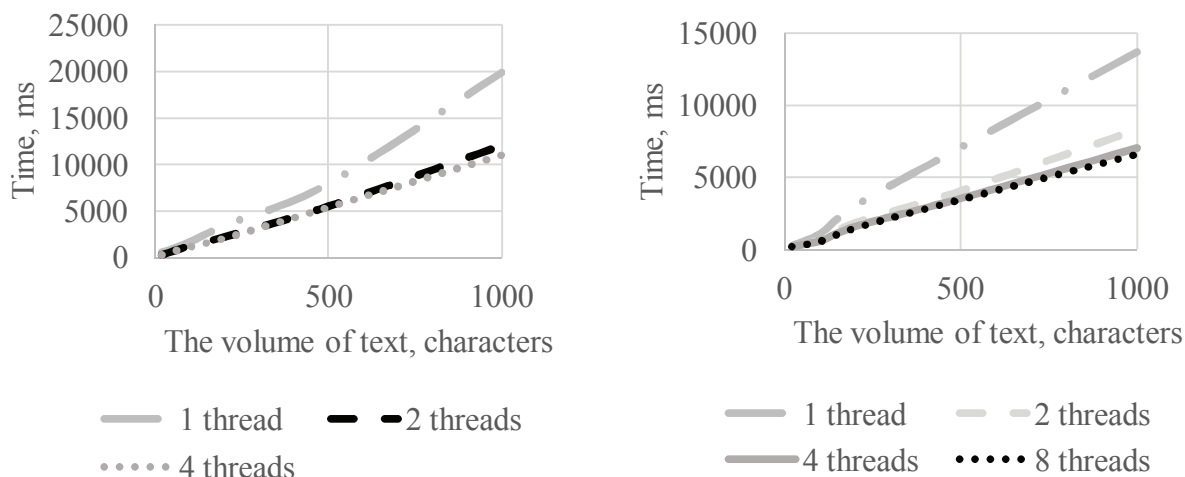 25000
20000
15000
10000
5000
0
Time, ms
0 500 1000
The volume of text, characters
1 thread 2 threads
4 threads
15000
10000
5000
0
Time, ms
0 500 1000
The volume of text, characters
1 thread 2 threads
4 threads 8 threads